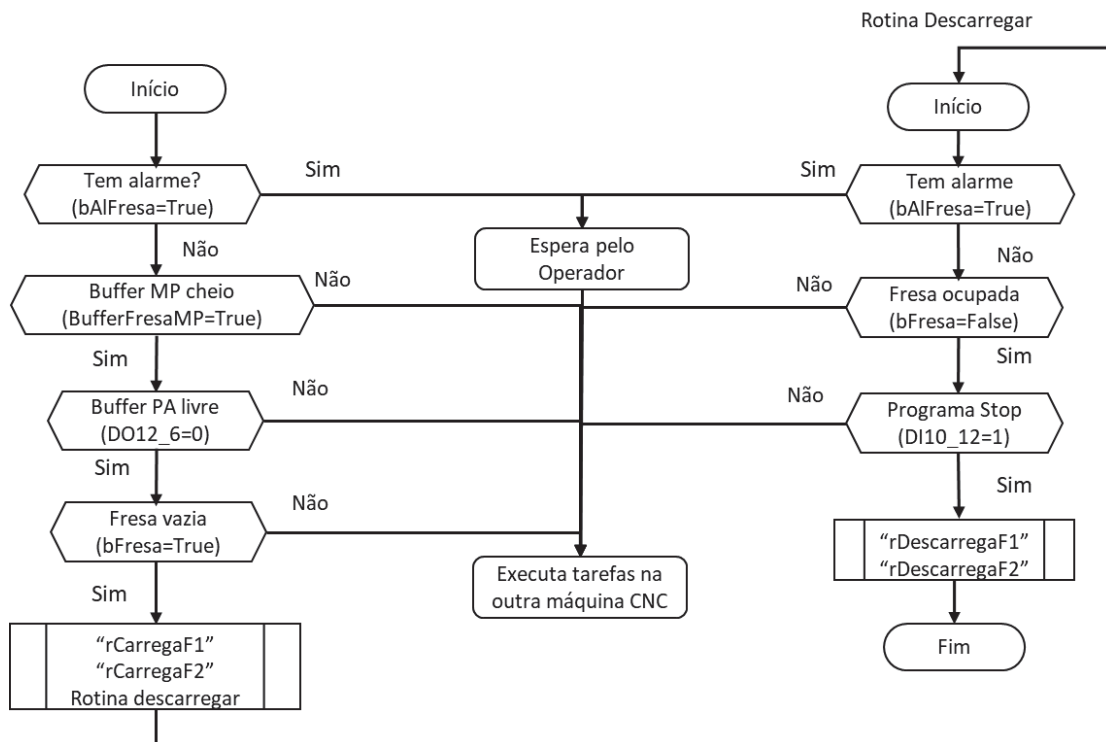 Rotina Descarregar
Início
Tem alarme?
(bAlFresa=True)
Sim
Não
Buffer MP cheio
(BufferFresaMP=True)
Não
Sim
Buffer PA livre
(DO12_6=0)
Não
Sim
Fresa vazia
(bFresa=True)
Não
Sim
“rCarregaF1”
“rCarregaF2”
Rotina descarregar
Espera pelo
Operador
Executa tarefas na
outra máquina CNC
Início
Sim
Tem alarme
(bAlFresa=True)
Não
Não
Fresa ocupada
(bFresa=False)
Sim
Não
Programa Stop
(DI10_12=1)
Sim
“rDescarregaF1”
“rDescarregaF2”
Fim